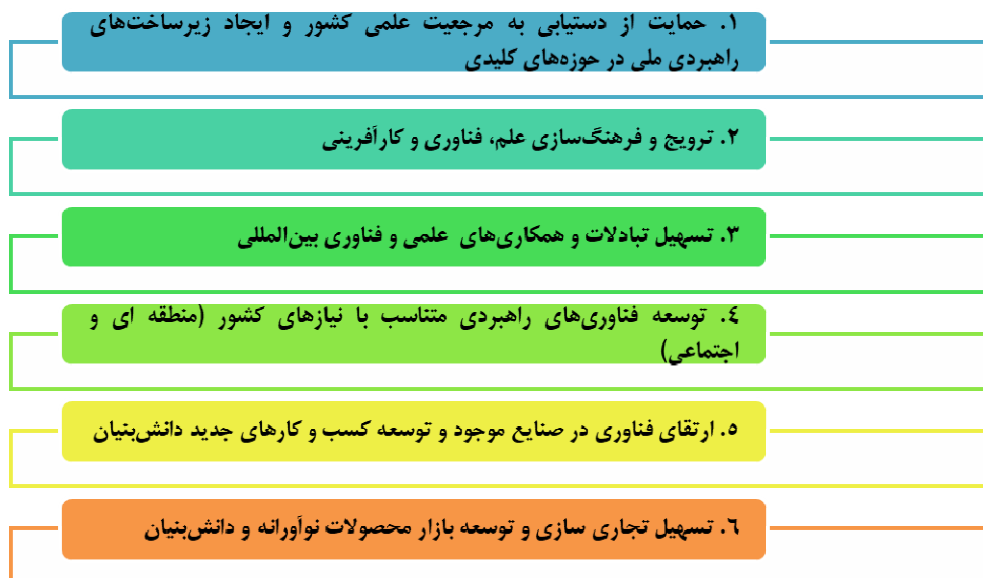 ۱. حمایت از دستیابی به مرجعیت علمی کشور و ایجاد زیرساخت‌های
راهبردی ملی در حوزه‌های کلیدی
۲. ترویج و فرهنگ‌سازی علم، فناوری و کارآفرینی
۳. تسهیل تبادلات و همکاری‌های علمی و فناوری بین‌المللی
٤. توسعه فناوری‌های راهبردی متناسب با نیازهای کشور (منطقه ای و
اجتماعی)
٥. ارتقای فناوری در صنایع موجود و توسعه کسب و کارهای جدید دانش‌بنیان
٦. تسهیل تجاری سازی و توسعه بازار محصولات نوآورانه و دانش‌بنیان